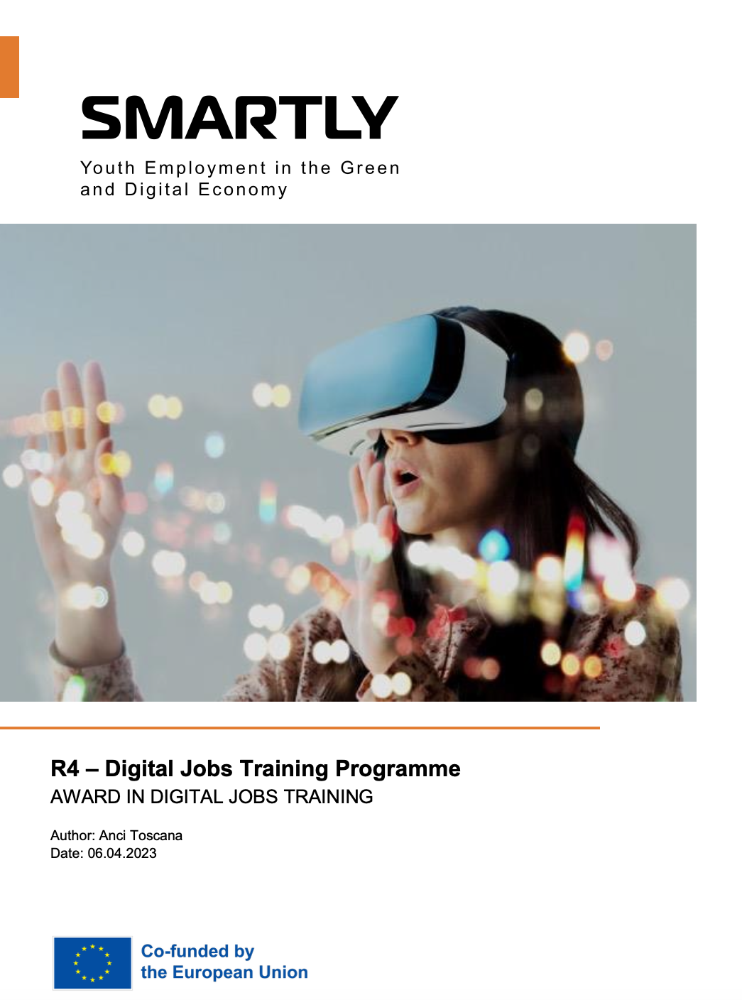 SMARTLY
Youth Employment in the Green
and Digital Economy
R4 – Digital Jobs Training Programme
AWARD IN DIGITAL JOBS TRAINING
Author: Anci Toscana
Date: 06.04.2023
Co-funded by
the European Union